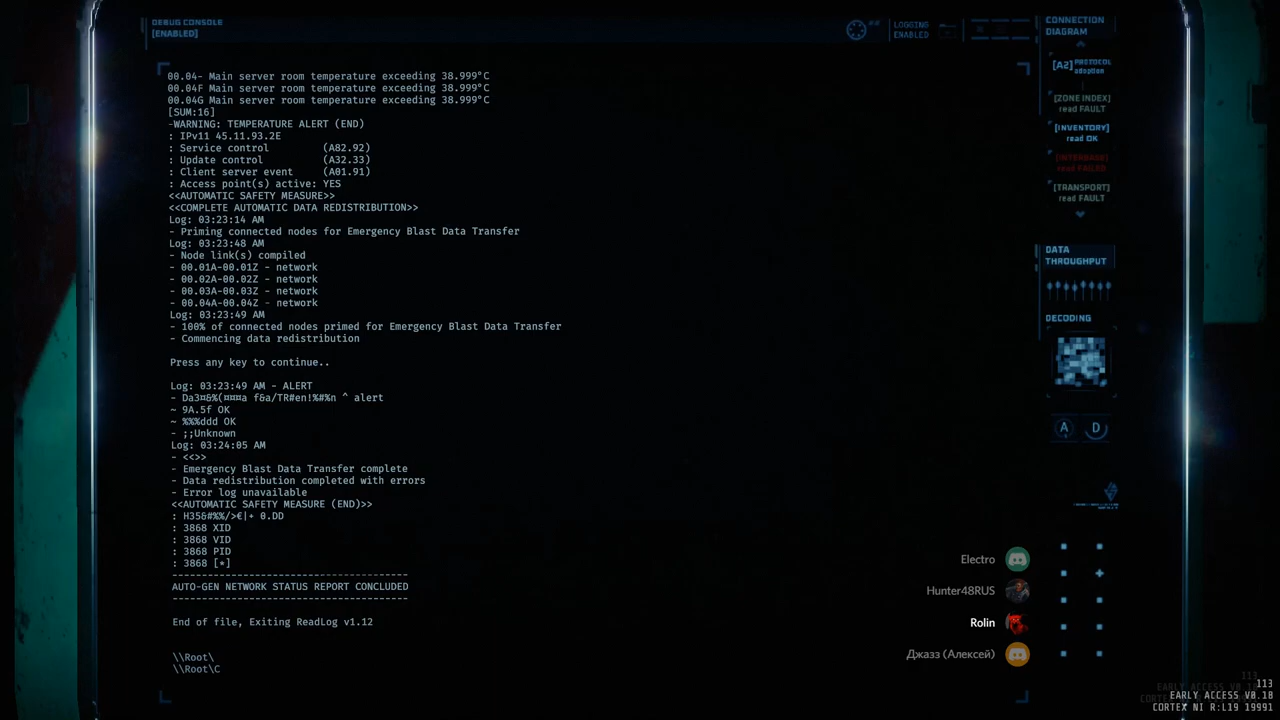 DEBUG CONSOLE
[ENABLED]
LOGGING
ENABLED
CONNECTION
DIAGRAM
00.04- Main server room temperature exceeding 38.999°C
00.04F Main server room temperature exceeding 38.999°C
00.04G Main server room temperature exceeding 38.999°C
[SUM:16]
-WARNING: TEMPERATURE ALERT (END)
: IPv11 45.11.93.2E
: Service control (A82.92)
: Update control (A32.33)
: Client server event (A01.91)
: Access point(s) active: YES
<<AUTOMATIC SAFETY MEASURE>>
<<COMPLETE AUTOMATIC DATA REDISTRIBUTION>>
Log: 03:23:14 AM
- Priming connected nodes for Emergency Blast Data Transfer
Log: 03:23:48 AM
- Node link(s) compiled
- 00.01A-00.01Z - network
- 00.02A-00.02Z - network
- 00.03A-00.03Z - network
- 00.04A-00.04Z - network
Log: 03:23:49 AM
- 100% of connected nodes primed for Emergency Blast Data Transfer
- Commencing data redistribution
Press any key to continue..
Log: 03:23:49 AM - ALERT
- Da3¤&%(¤¤¤a f&a/TR#en!%#%n ^ alert
~ 9A.5f OK
~ %%%ddd OK
- ;;Unknown
Log: 03:24:05 AM
- <<>>
- Emergency Blast Data Transfer complete
- Data redistribution completed with errors
- Error log unavailable
<<AUTOMATIC SAFETY MEASURE (END)>>
: H35&#%%/>€|+ 0.DD
: 3868 XID
: 3868 VID
: 3868 PID
: 3868 [*]
----------------------------------------
AUTO-GEN NETWORK STATUS REPORT CONCLUDED
----------------------------------------
End of file, Exiting ReadLog v1.12
\\Root\
\\Root\C
[A2] PROTOCOL
adoption
[ZONE INDEX]
read FAULT
[INVENTORY]
read OK
read FAILED
[TRANSPORT]
read FAULT
DATA
THROUGHPUT
DECODING
A
D
Electro
Hunter48RUS
Rolin
Джазз (Алексей)
113
EARLY ACCESS V0.18
CORTEX NI R:L19 19991